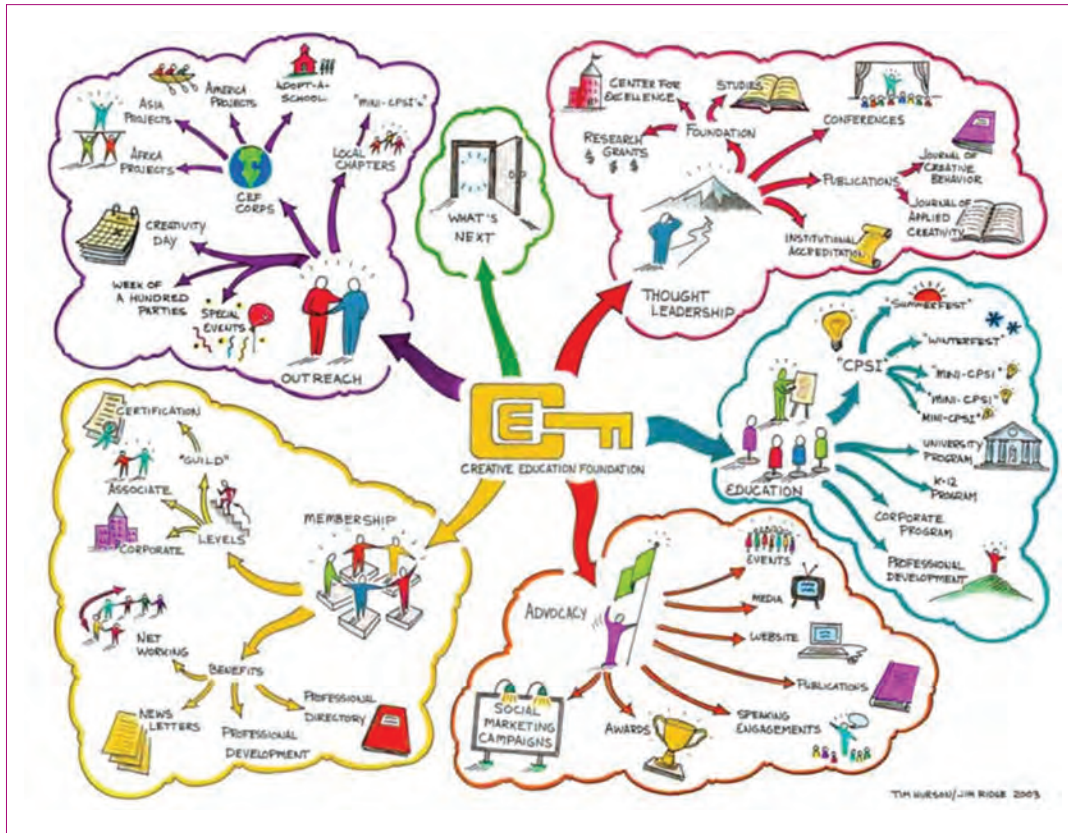 ASIA
PROJECTS
AMERICA
PROJECTS
ADOPT-A-
SCHOOL
"MINI-CPSI's"
AFRICA
PROJECTS
CEF
CORPS
LOCAL
CHAPTERS
CREATIVITY
DAY
WEEK OF
A HUNDRED
PARTIES
SPECIAL
EVENTS
OUTREACH
WHAT'S
NEXT
CENTER FOR
EXCELLENCE
STUDIES
RESEARCH
GRANTS
$ $ $
FOUNDATION
CONFERENCES
PUBLICATIONS
JOURNAL OF
CREATIVE
BEHAVIOR
JOURNAL OF
APPLIED
CREATIVITY
INSTITUTIONAL
ACCREDITATION
THOUGHT
LEADERSHIP
CEF
CREATIVE EDUCATION FOUNDATION
"SUMMERFEST"
"CPSI"
"WINTERFEST"
"MINI-CPSI"
"MINI-CPSI"
"MINI-CPSI"
UNIVERSITY
PROGRAM
K-12
PROGRAM
CORPORATE
PROGRAM
PROFESSIONAL
DEVELOPMENT
EDUCATION
CERTIFICATION
"GUILD"
ASSOCIATE
CORPORATE
LEVELS
MEMBERSHIP
NET
WORKING
BENEFITS
NEWS
LETTERS
PROFESSIONAL
DEVELOPMENT
PROFESSIONAL
DIRECTORY
ADVOCACY
EVENTS
MEDIA
WEBSITE
PUBLICATIONS
SPEAKING
ENGAGEMENTS
AWARDS
SOCIAL
MARKETING
CAMPAIGNS
TIM HURSON/JIM RIDGE 2003